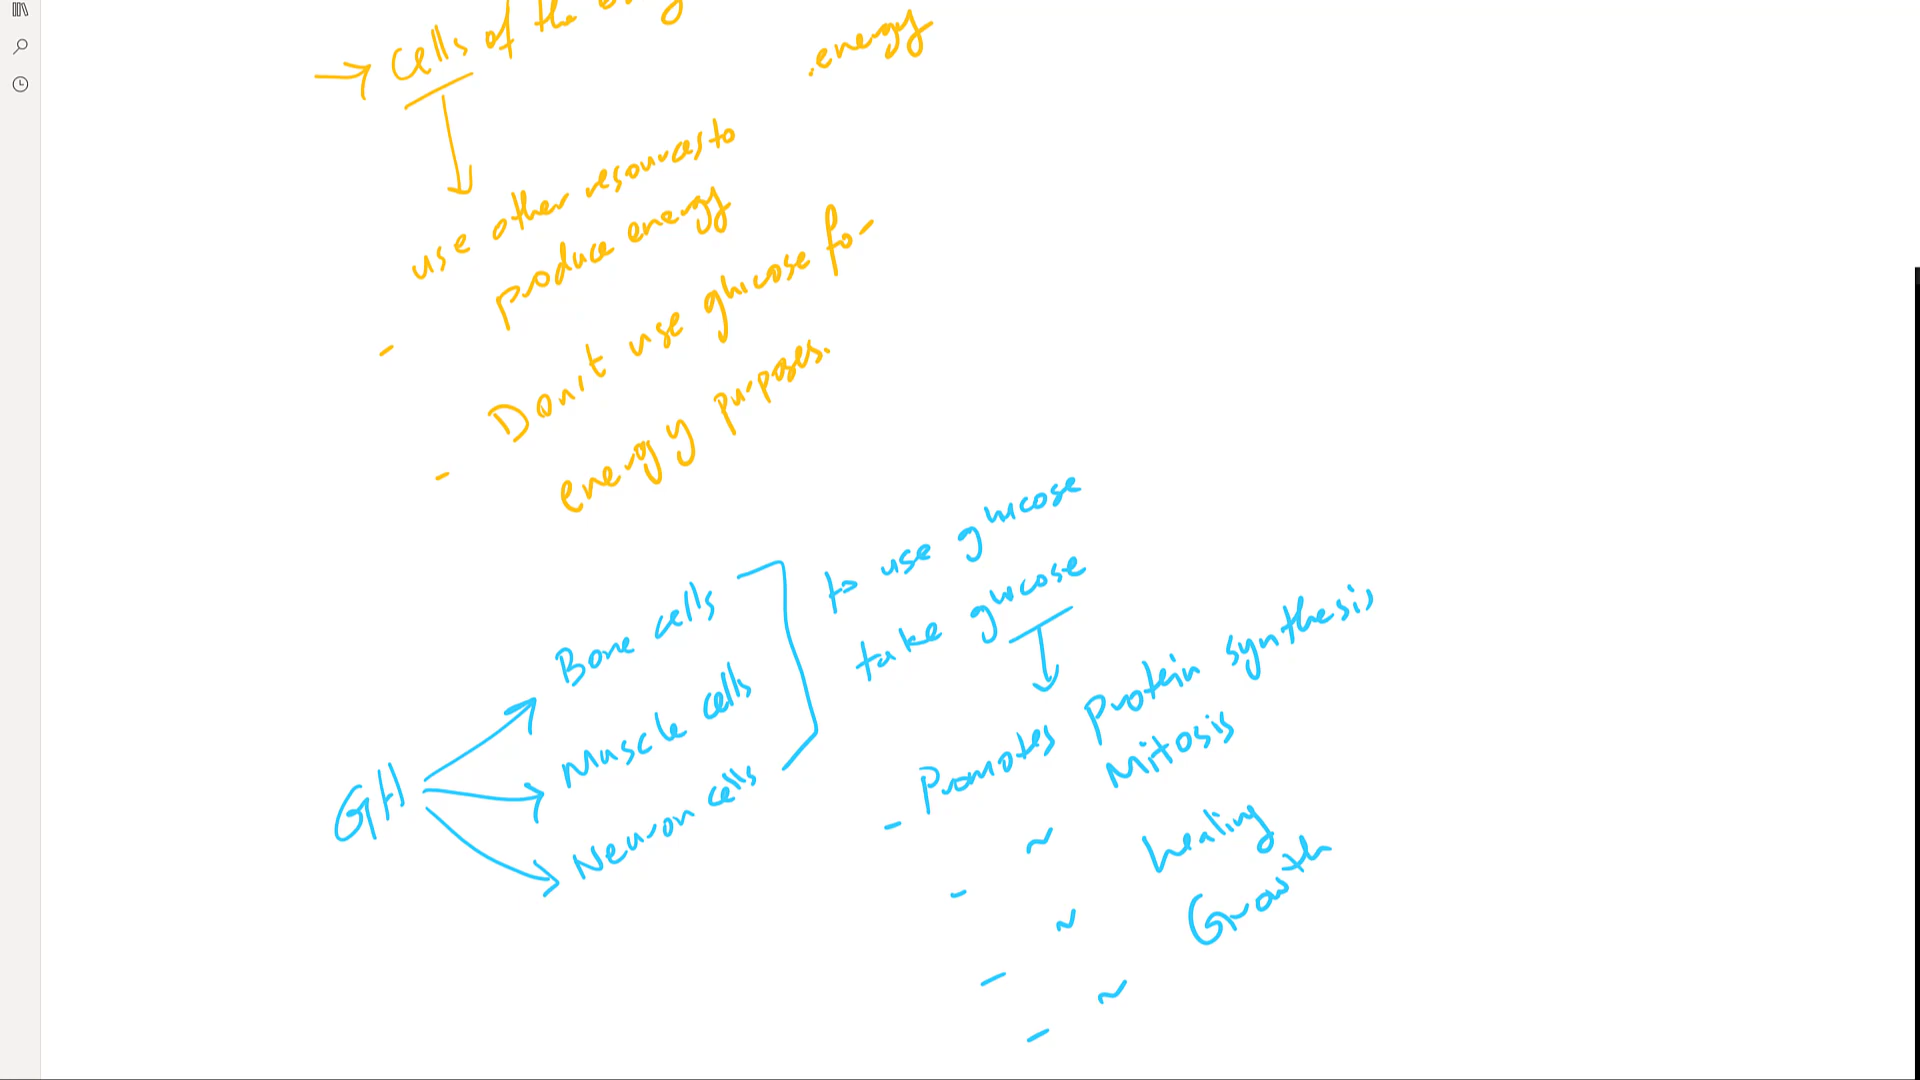 → Cells of the
energy
use other resources to
produce energy
- Don't use glucose for
- energy purposes.
to use glucose
take glucose
GH
Bone cells
Muscle cells
Neuron cells
- Promotes Protein synthesis
- ~ Mitosis
- ~ healing
- ~ Growth